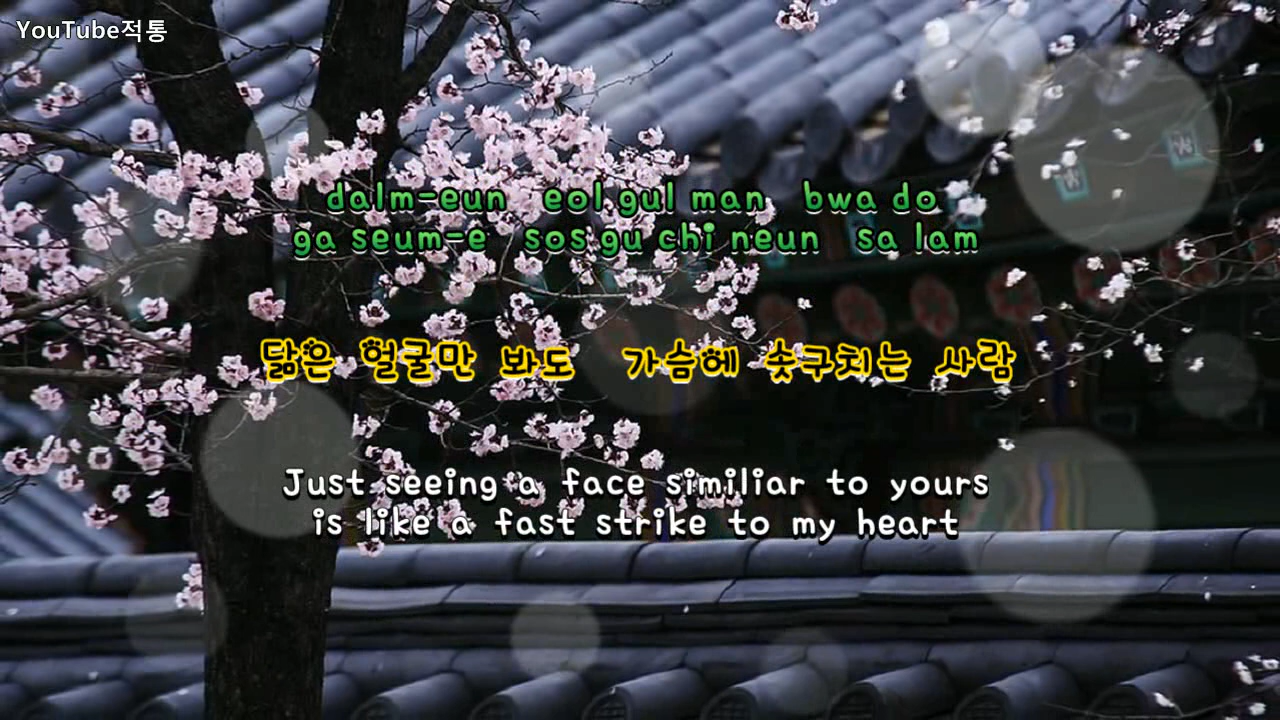 YouTube적통
dalm-eun eol gul man bwa do
ga seum-e sos gu chi neun sa lam
닮은 얼굴만 봐도 가슴에 솟구치는 사람
Just seeing a face similiar to yours
is like a fast strike to my heart